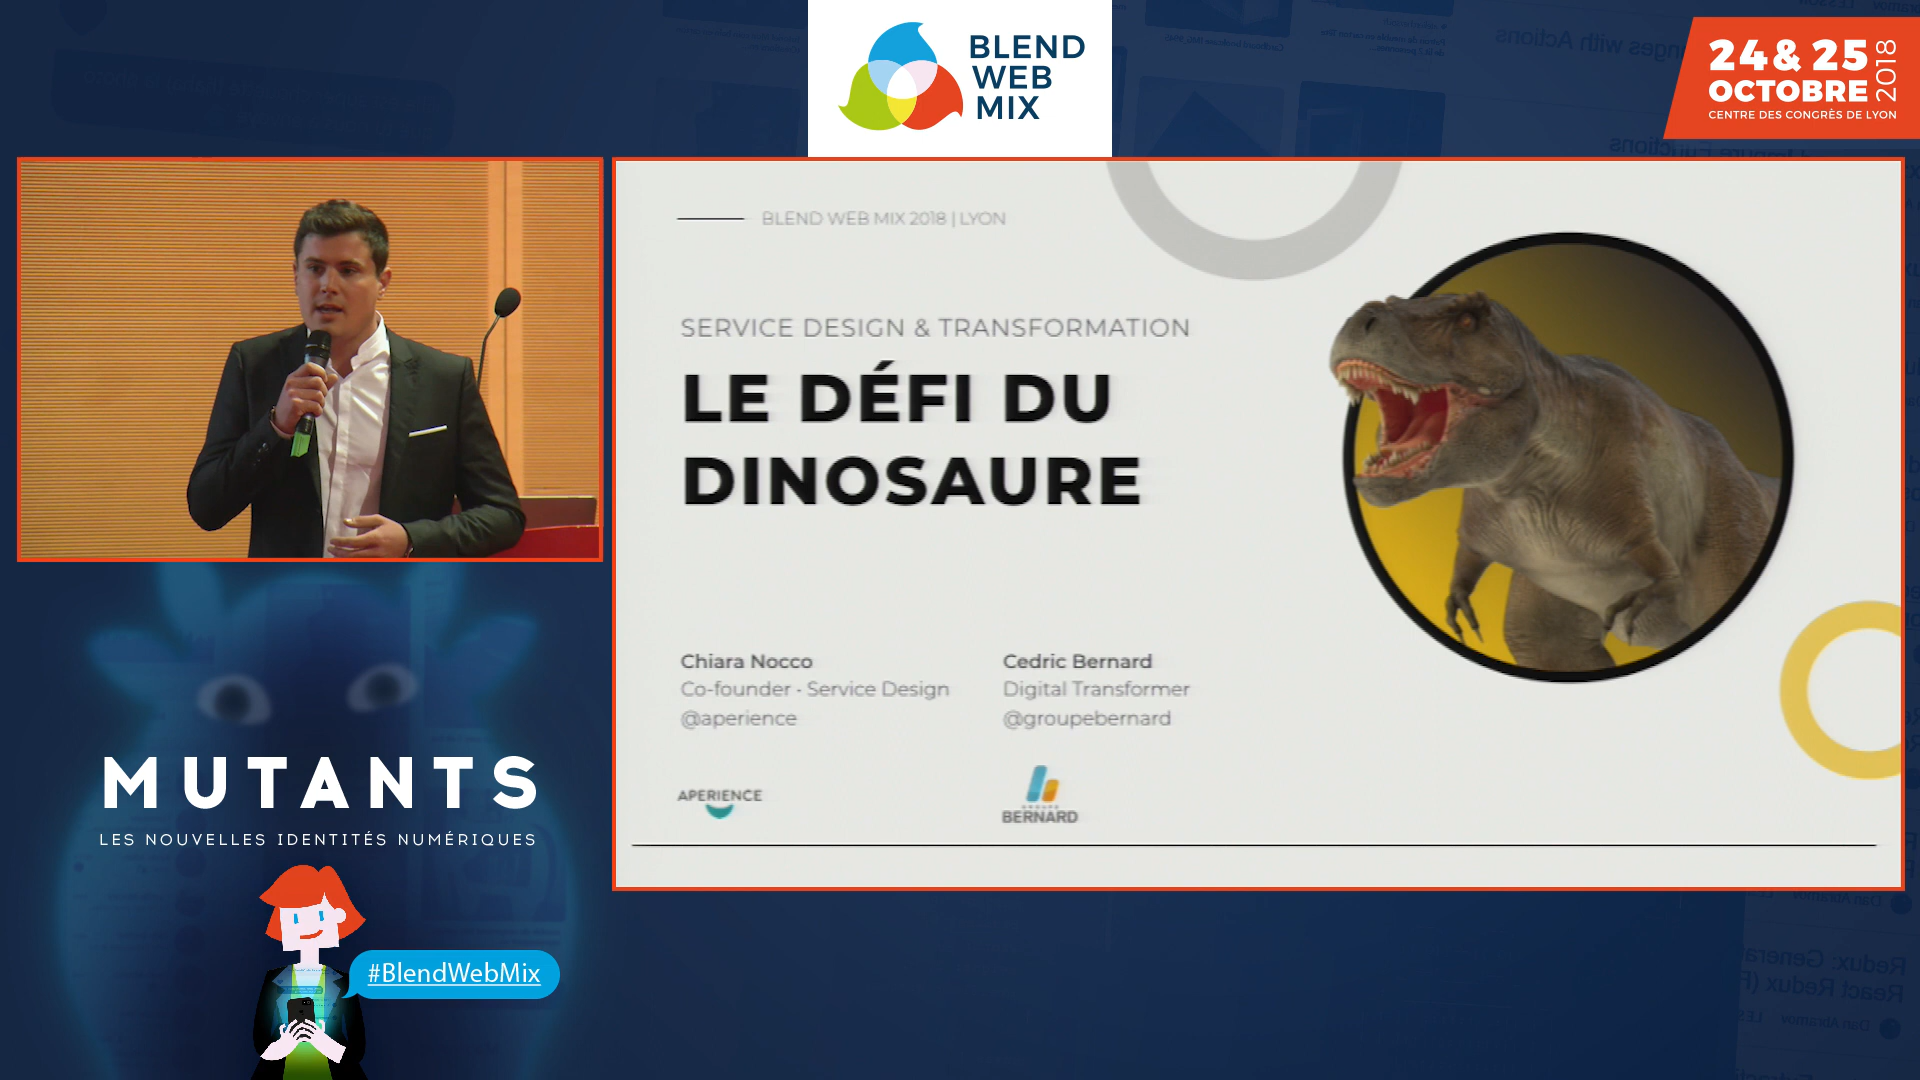 BLEND
WEB
MIX
24 & 25
OCTOBRE
2018
CENTRE DES CONGRÈS DE LYON
BLEND WEB MIX 2018 | LYON
SERVICE DESIGN & TRANSFORMATION
LE DÉFI DU
DINOSAURE
Chiara Nocco
Co-founder · Service Design
@aperience
Cedric Bernard
Digital Transformer
@groupebernard
APERIENCE
GROUPE
BERNARD
MUTANTS
LES NOUVELLES IDENTITÉS NUMÉRIQUES
#BlendWebMix